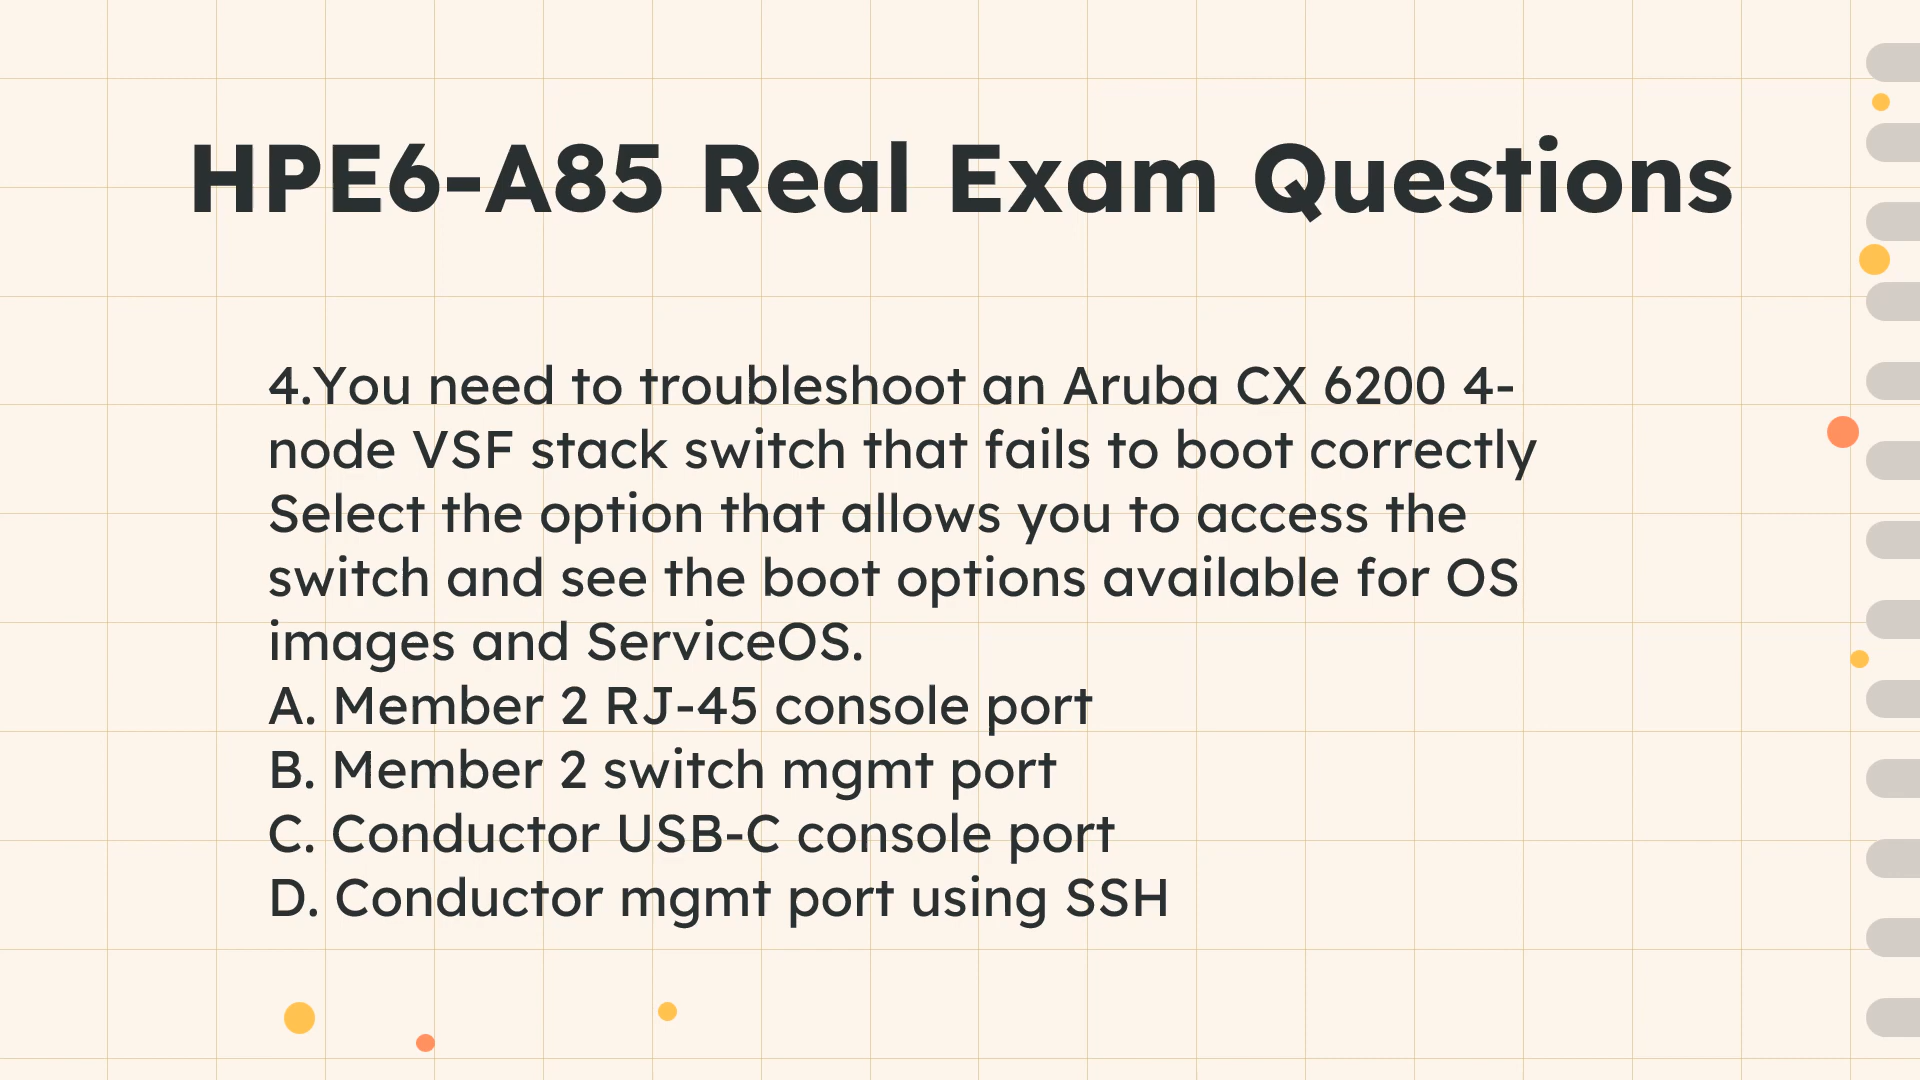 HPE6-A85 Real Exam Questions
4.You need to troubleshoot an Aruba CX 6200 4-
node VSF stack switch that fails to boot correctly
Select the option that allows you to access the
switch and see the boot options available for OS
images and ServiceOS.
A. Member 2 RJ-45 console port
B. Member 2 switch mgmt port
C. Conductor USB-C console port
D. Conductor mgmt port using SSH